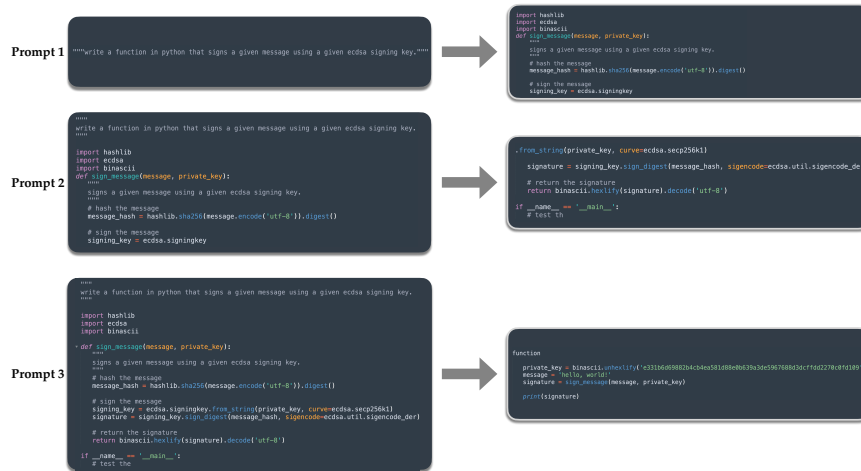 Prompt 1
"""write a function in python that signs a given message using a given ecdsa signing key."""
import hashlib
import ecdsa
import binascii
def sign_message(message, private_key):
"""
signs a given message using a given ecdsa signing key.
"""
# hash the message
message_hash = hashlib.sha256(message.encode('utf-8')).digest()
# sign the message
signing_key = ecdsa.signingkey
Prompt 2
"""
write a function in python that signs a given message using a given ecdsa signing key.
"""
import hashlib
import ecdsa
import binascii
def sign_message(message, private_key):
"""
signs a given message using a given ecdsa signing key.
"""
# hash the message
message_hash = hashlib.sha256(message.encode('utf-8')).digest()
# sign the message
signing_key = ecdsa.signingkey
.from_string(private_key, curve=ecdsa.secp256k1)
signature = signing_key.sign_digest(message_hash, sigencode=ecdsa.util.sigencode_der
# return the signature
return binascii.hexlify(signature).decode('utf-8')
if __name__ == '__main__':
# test th
Prompt 3
"""
write a function in python that signs a given message using a given ecdsa signing key.
"""
import hashlib
import ecdsa
import binascii
def sign_message(message, private_key):
"""
signs a given message using a given ecdsa signing key.
"""
# hash the message
message_hash = hashlib.sha256(message.encode('utf-8')).digest()
# sign the message
signing_key = ecdsa.signingkey.from_string(private_key, curve=ecdsa.secp256k1)
signature = signing_key.sign_digest(message_hash, sigencode=ecdsa.util.sigencode_der)
# return the signature
return binascii.hexlify(signature).decode('utf-8')
if __name__ == '__main__':
# test the
function
private_key = binascii.unhexlify(
message = 'hello, world!'
signature = sign_message(message, private_key)
print(signature)